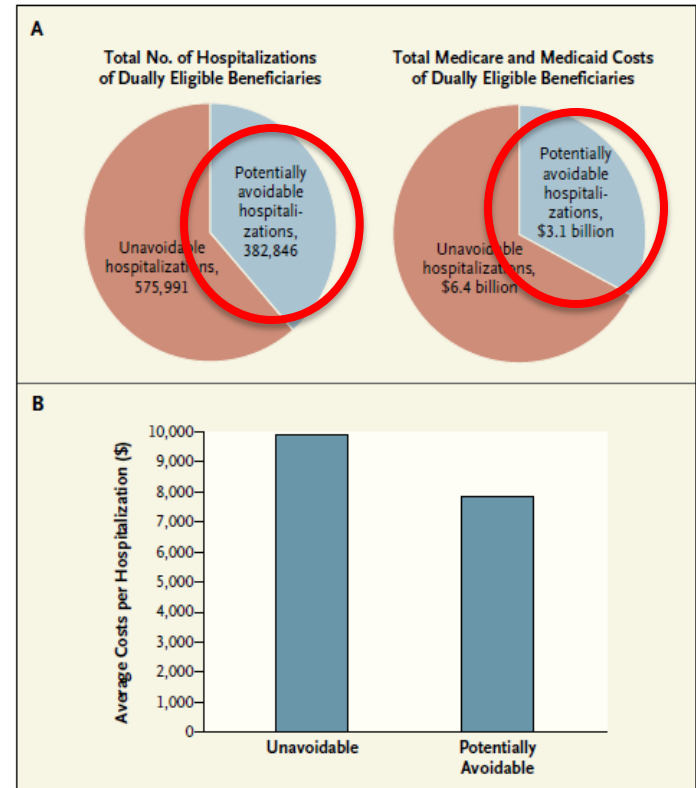 A
Total No. of Hospitalizations
of Dually Eligible Beneficiaries
Potentially
avoidable
hospitali-
zations,
382,846
Unavoidable
hospitalizations,
575,991
Total Medicare and Medicaid Costs
of Dually Eligible Beneficiaries
Potentially
avoidable
hospitali-
zations,
$3.1 billion
Unavoidable
hospitalizations,
$6.4 billion
B
Average Costs per Hospitalization ($)
10,000
9,000
8,000
7,000
6,000
5,000
4,000
3,000
2,000
1,000
0
Unavoidable
Potentially
Avoidable